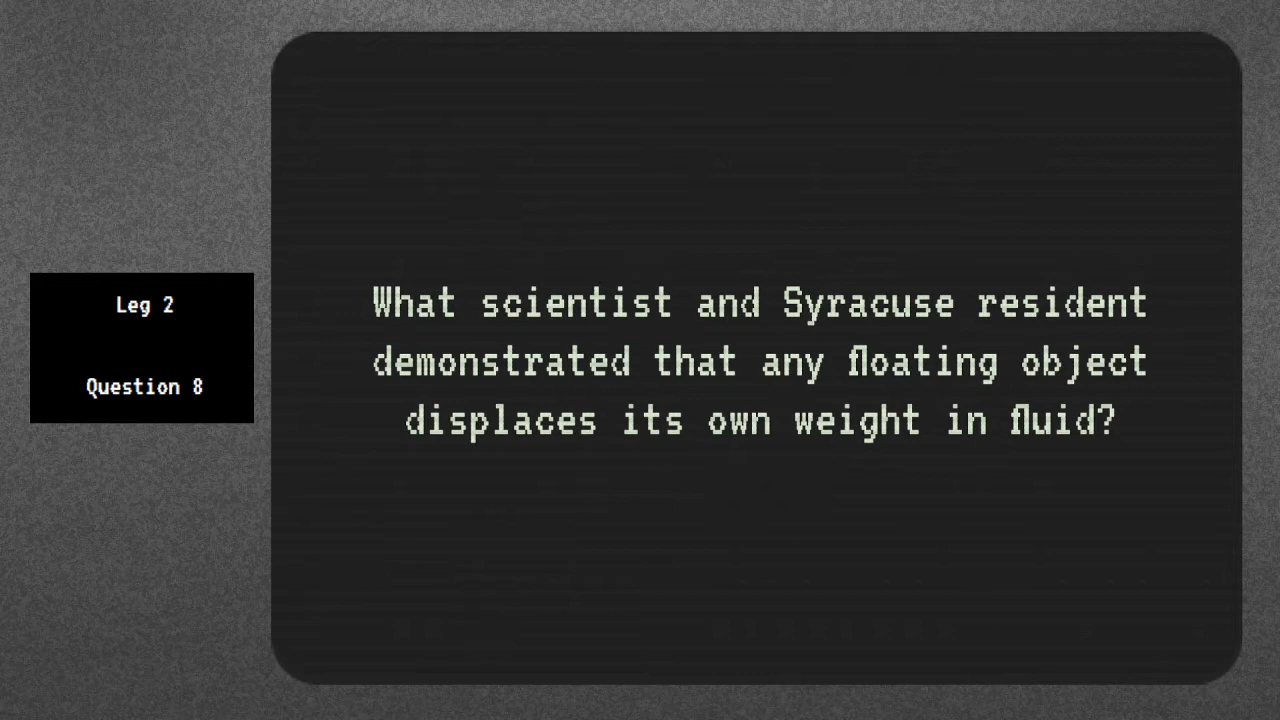 Leg 2
Question 8
What scientist and Syracuse resident
demonstrated that any floating object
displaces its own weight in fluid?